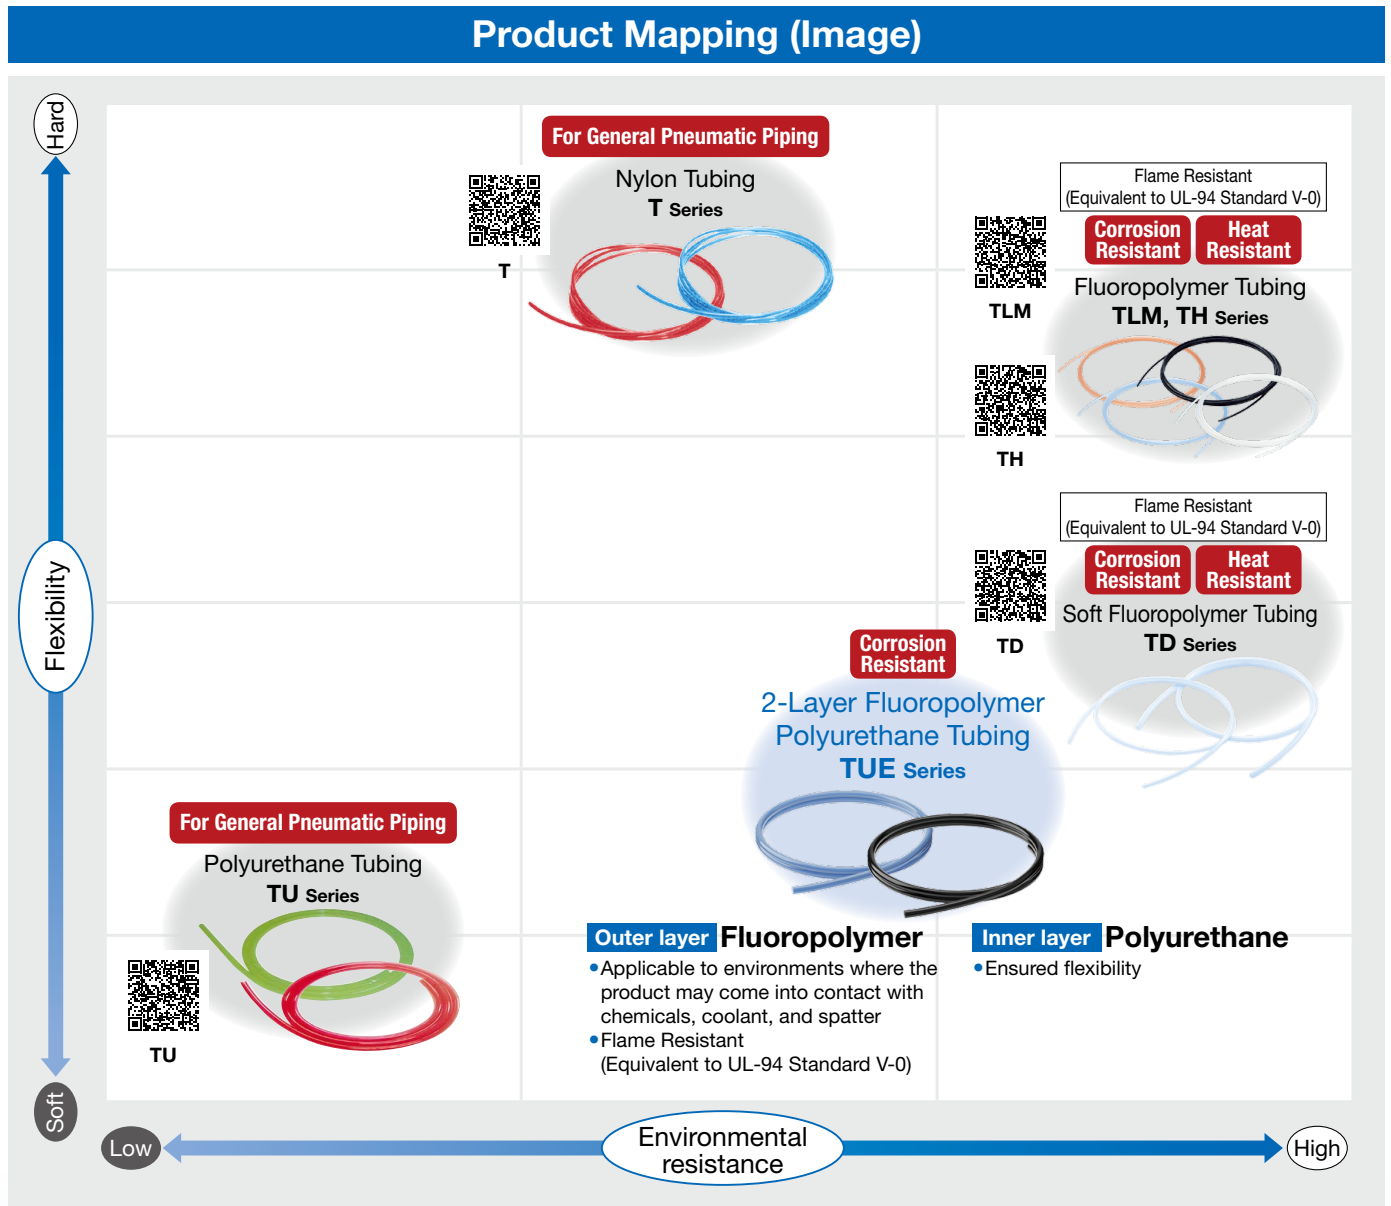 Product Mapping (Image)
Hard
Flexibility
Soft
For General Pneumatic Piping
Nylon Tubing
T Series
T
Flame Resistant
(Equivalent to UL-94 Standard V-0)
Corrosion
Resistant
Heat
Resistant
Fluoropolymer Tubing
TLM, TH Series
TLM
TH
Flame Resistant
(Equivalent to UL-94 Standard V-0)
Corrosion
Resistant
Heat
Resistant
Soft Fluoropolymer Tubing
TD Series
TD
Corrosion
Resistant
2-Layer Fluoropolymer
Polyurethane Tubing
TUE Series
For General Pneumatic Piping
Polyurethane Tubing
TU Series
TU
Outer layer Fluoropolymer
•Applicable to environments where the
product may come into contact with
chemicals, coolant, and spatter
•Flame Resistant
(Equivalent to UL-94 Standard V-0)
Inner layer Polyurethane
•Ensured flexibility
Low
Environmental
resistance
High